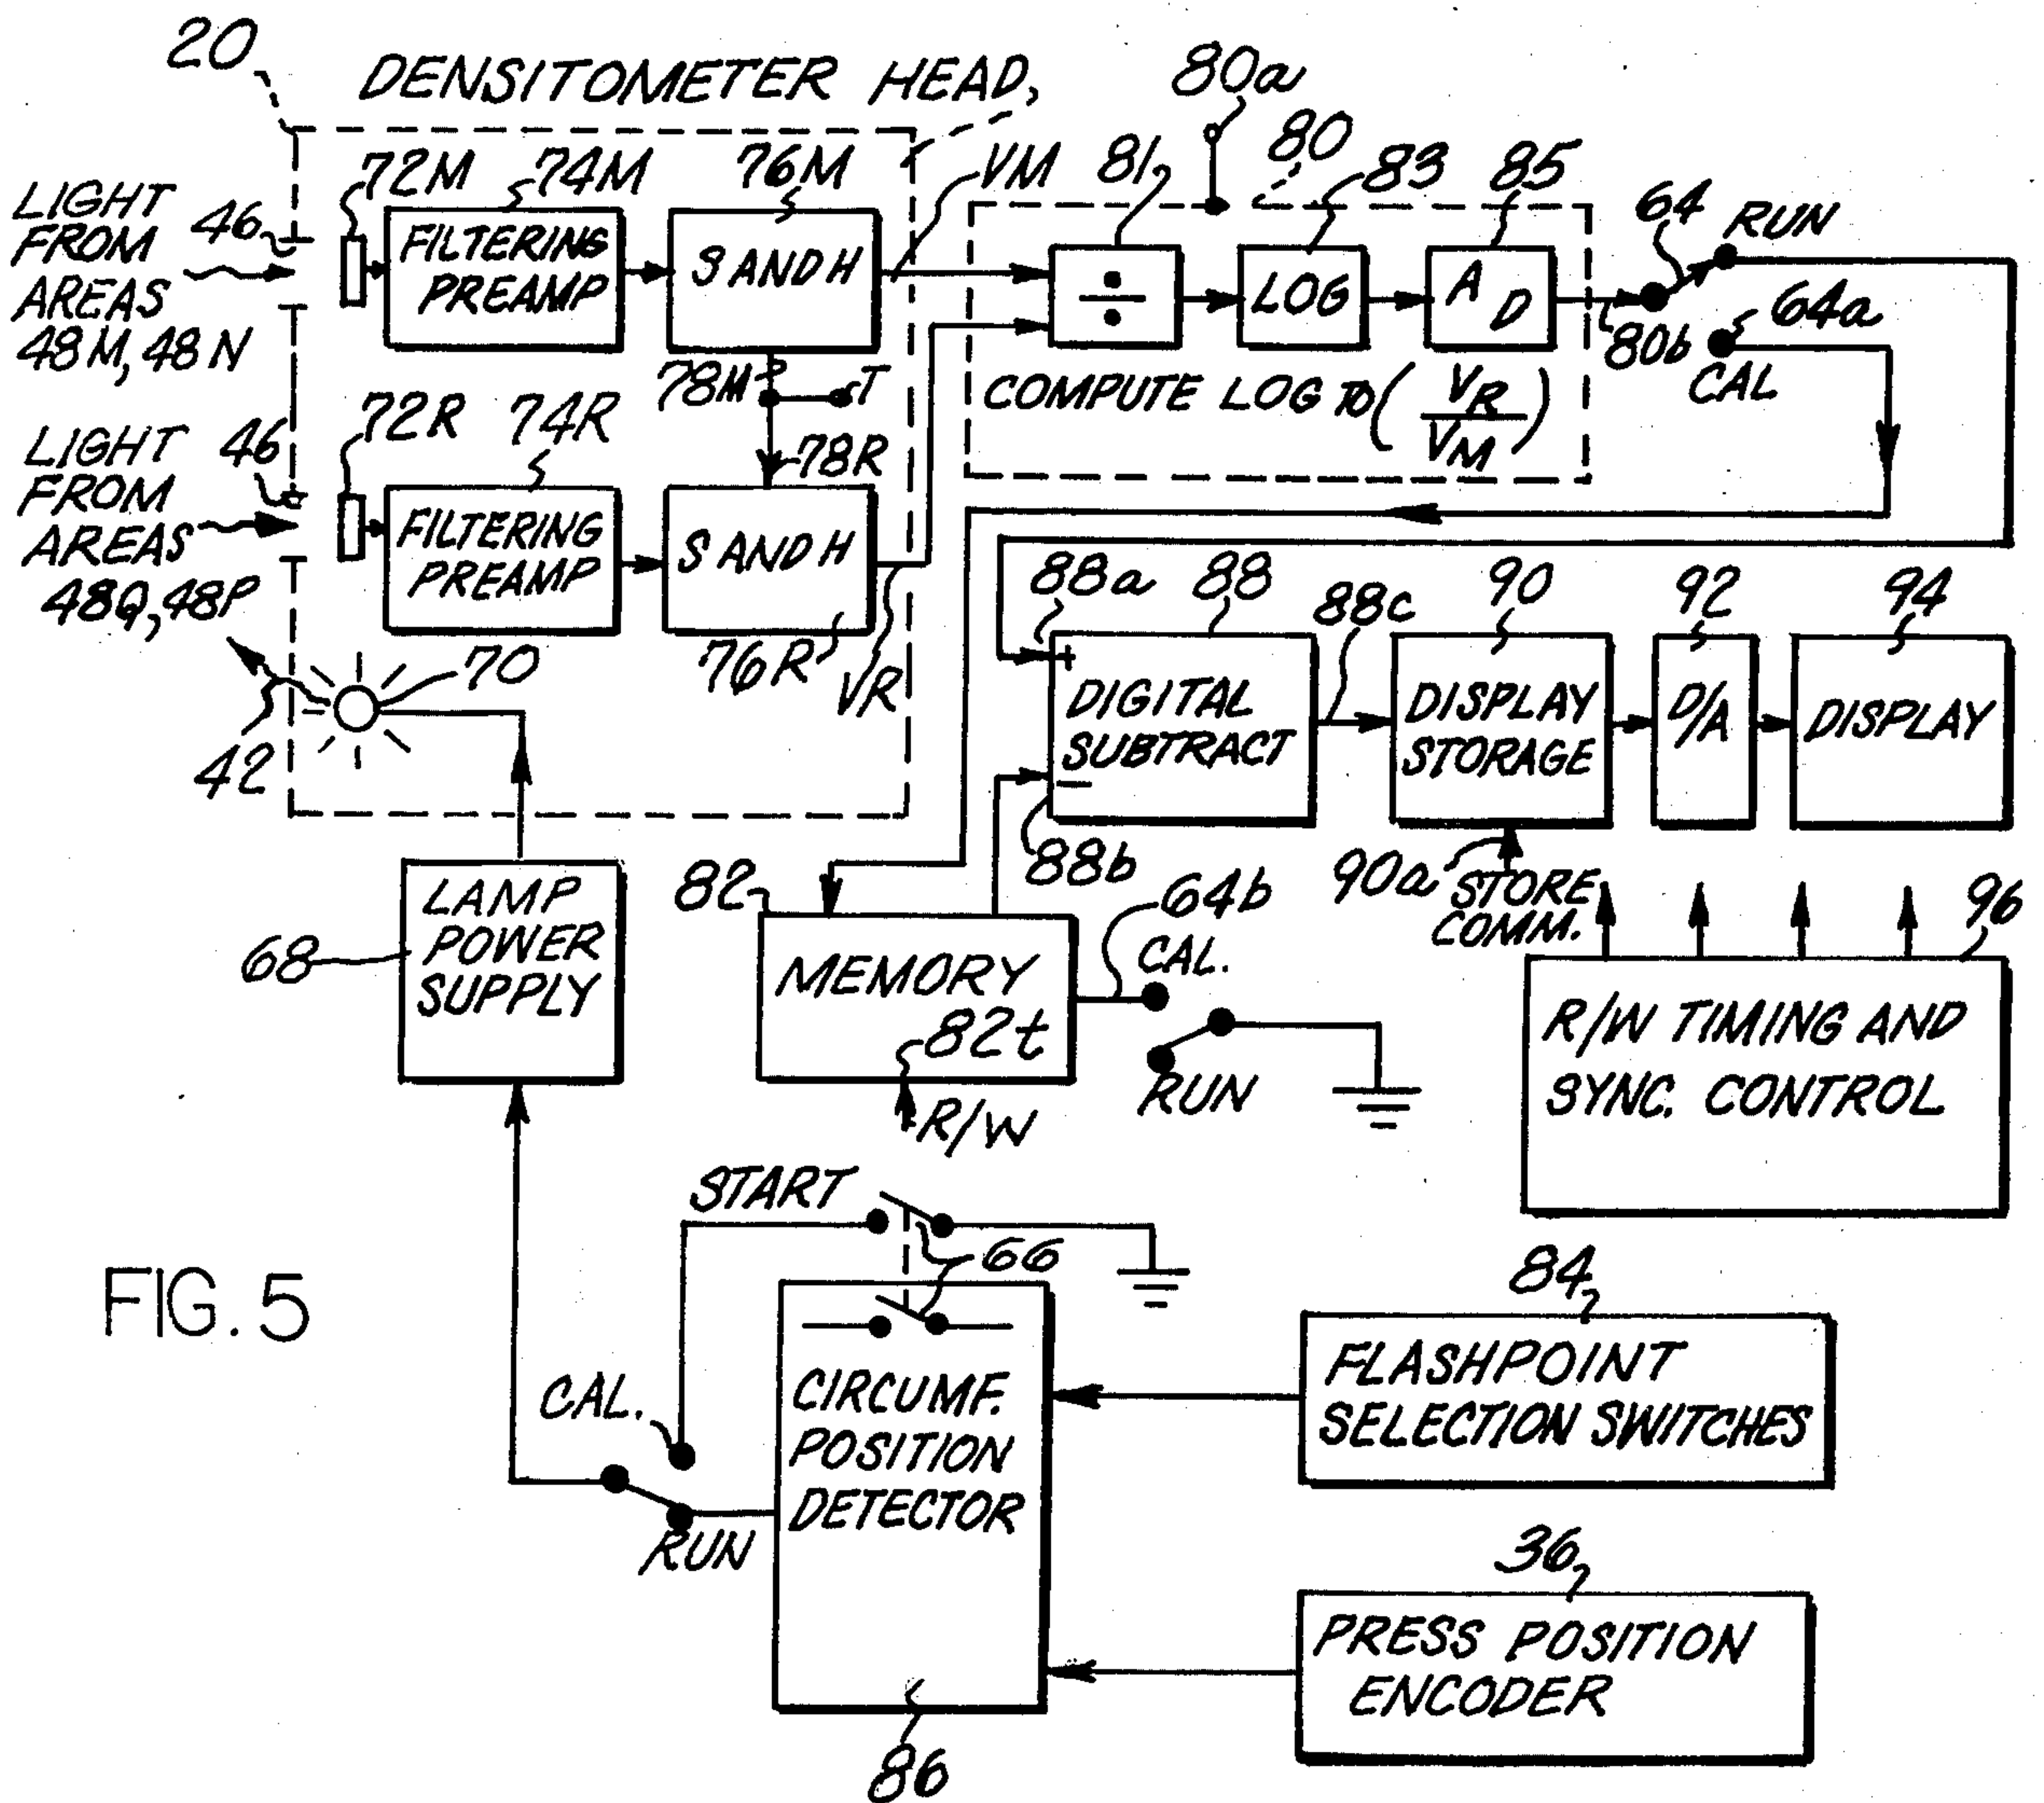 20
DENSITOMETER HEAD,
80a
72M
74M
76M
VM
81
80
83
85
64
RUN
LIGHT
FROM
AREAS
48M, 48N
46
FILTERING
PREAMP
S AND H
÷
LOG
A
D
80b
64a
CAL
78M
T
COMPUTE LOG 10 (VR/VM)
72R
74R
78R
LIGHT
FROM
AREAS
48Q, 48P
46
FILTERING
PREAMP
S AND H
76R
VR
70
42
88a
88
88c
90
92
94
+
DIGITAL
SUBTRACT
−
DISPLAY
STORAGE
D/A
DISPLAY
88b
90a
STORE
COMM.
96
LAMP
POWER
SUPPLY
68
82
MEMORY
82t
R/W
64b
CAL.
RUN
R/W TIMING AND
SYNC. CONTROL
START
66
FIG. 5
84
FLASHPOINT
SELECTION SWITCHES
CAL.
RUN
CIRCUMF.
POSITION
DETECTOR
36
PRESS POSITION
ENCODER
86